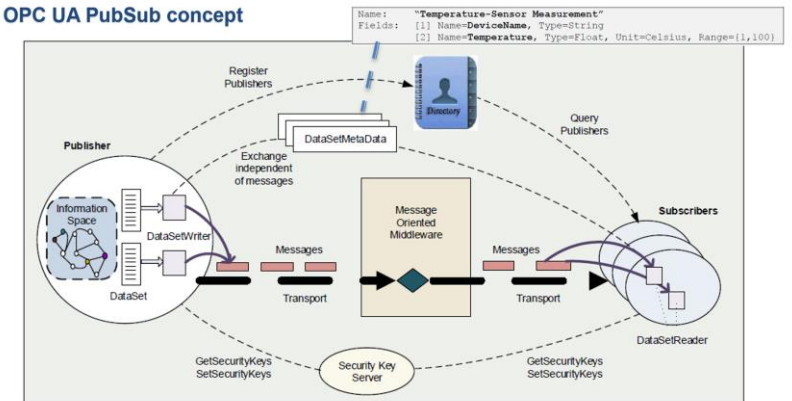 OPC UA PubSub concept
Name: "Temperature-Sensor Measurement"
Fields: [1] Name=DeviceName, Type=String
[2] Name=Temperature, Type=Float, Unit=Celsius, Range={1,100}
Register
Publishers
Directory
Query
Publishers
DataSetMetaData
Publisher
Exchange
independent
of messages
Information
Space
DataSetWriter
DataSet
Messages
Transport
Message
Oriented
Middleware
Messages
Transport
Subscribers
DataSetReader
GetSecurityKeys
SetSecurityKeys
Security Key
Server
GetSecurityKeys
SetSecurityKeys